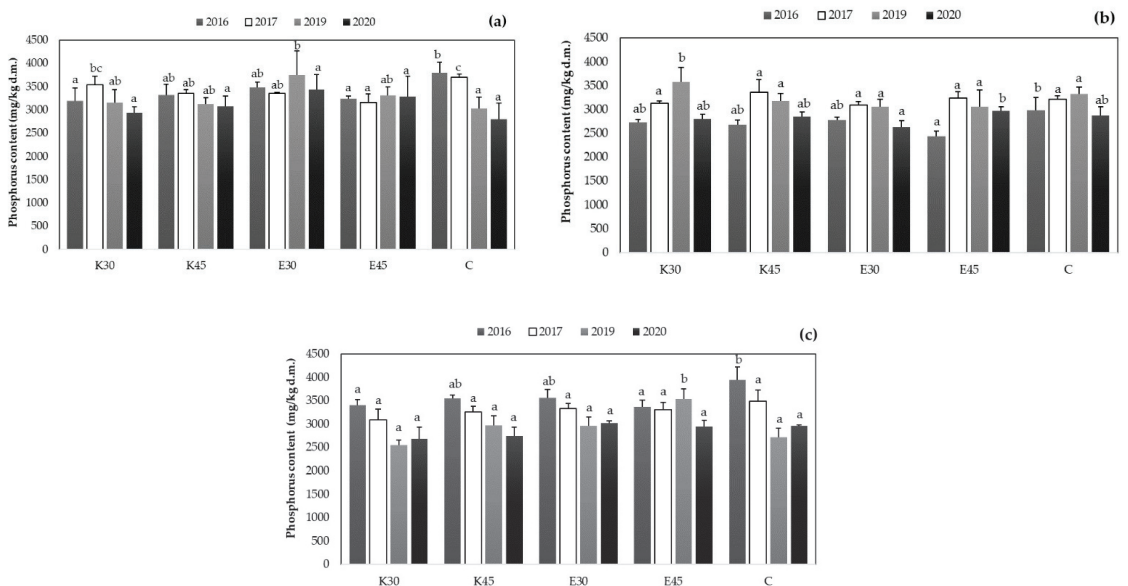 ■ 2016 □ 2017 ■ 2019 ■ 2020
(a)
Phosphorus content (mg/kg d.m.)
4500
4000
3500
3000
2500
2000
1500
1000
500
0
a bc ab a
ab ab ab a
ab ab b a
ab a ab a
b c a a
K30 K45 E30 E45 C
■ 2016 □ 2017 ■ 2019 ■ 2020
(b)
Phosphorus content (mg/kg d.m.)
4500
4000
3500
3000
2500
2000
1500
1000
500
0
ab a b ab
ab a a ab
ab a a a
a a a b
b a a ab
K30 K45 E30 E45 C
■ 2016 □ 2017 ■ 2019 ■ 2020
(c)
Phosphorus content (mg/kg d.m.)
4500
4000
3500
3000
2500
2000
1500
1000
500
0
a a a a
ab a a a
ab a a a
a a b a
b a a a
K30 K45 E30 E45 C